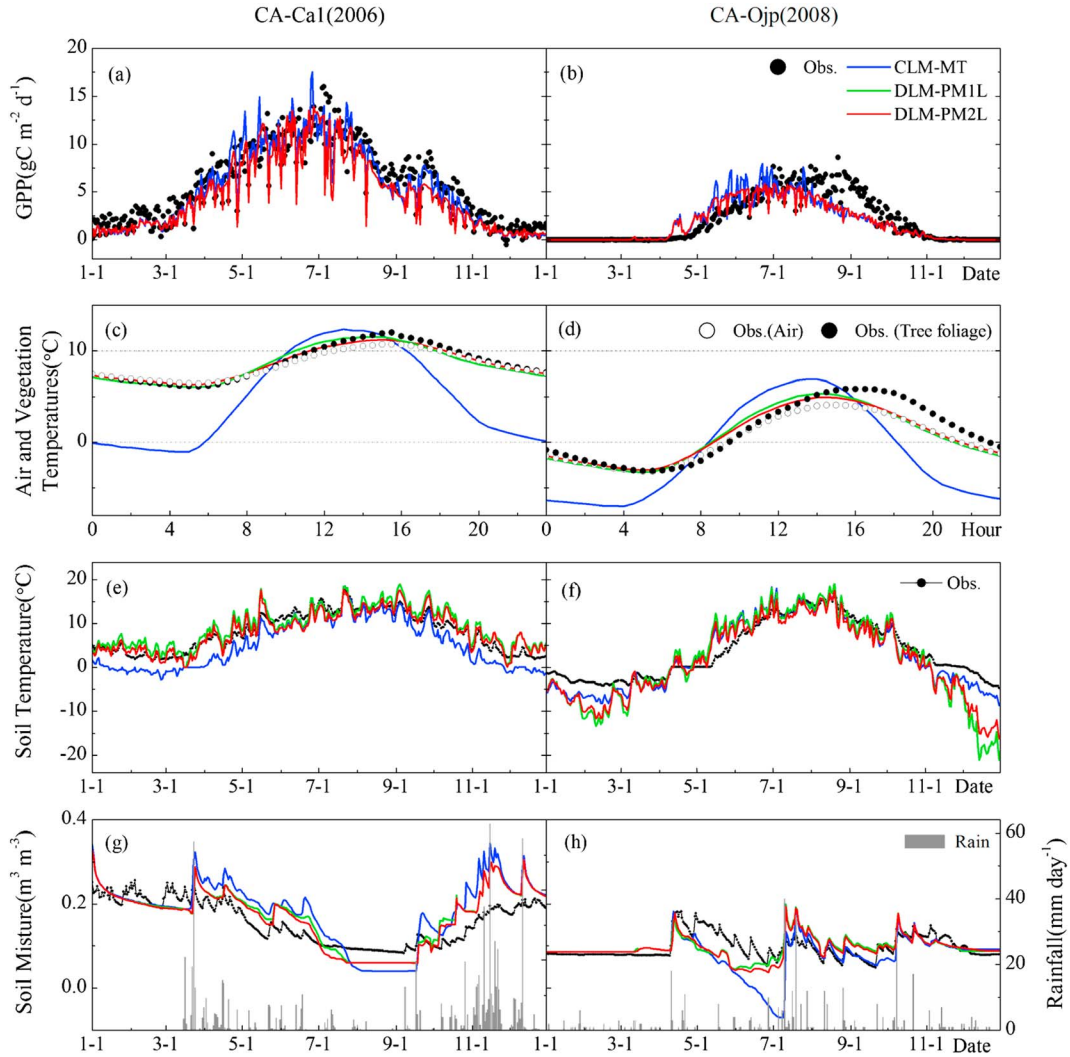 CA-Ca1(2006) CA-Ojp(2008)
20
(a) (b) Obs. CLM-MT
15 DLM-PM1L
DLM-PM2L
10
5
0
GPP(gC m-2 d-1)
1-1 3-1 5-1 7-1 9-1 11-1 1-1 3-1 5-1 7-1 9-1 11-1 Date
(c) (d) Obs.(Air) Obs. (Tree foliage)
10
0
Air and Vegetation
Temperatures(°C)
0 4 8 12 16 20 0 4 8 12 16 20 Hour
(e) (f) Obs.
20
10
0
-10
-20
Soil Temperature(°C)
1-1 3-1 5-1 7-1 9-1 11-1 1-1 3-1 5-1 7-1 9-1 11-1 Date
0.4 60
(g) (h) Rain
0.2 40
20
0.0
0
Soil Misture(m3 m-3)
Rainfall(mm day-1)
1-1 3-1 5-1 7-1 9-1 11-1 1-1 3-1 5-1 7-1 9-1 11-1 Date